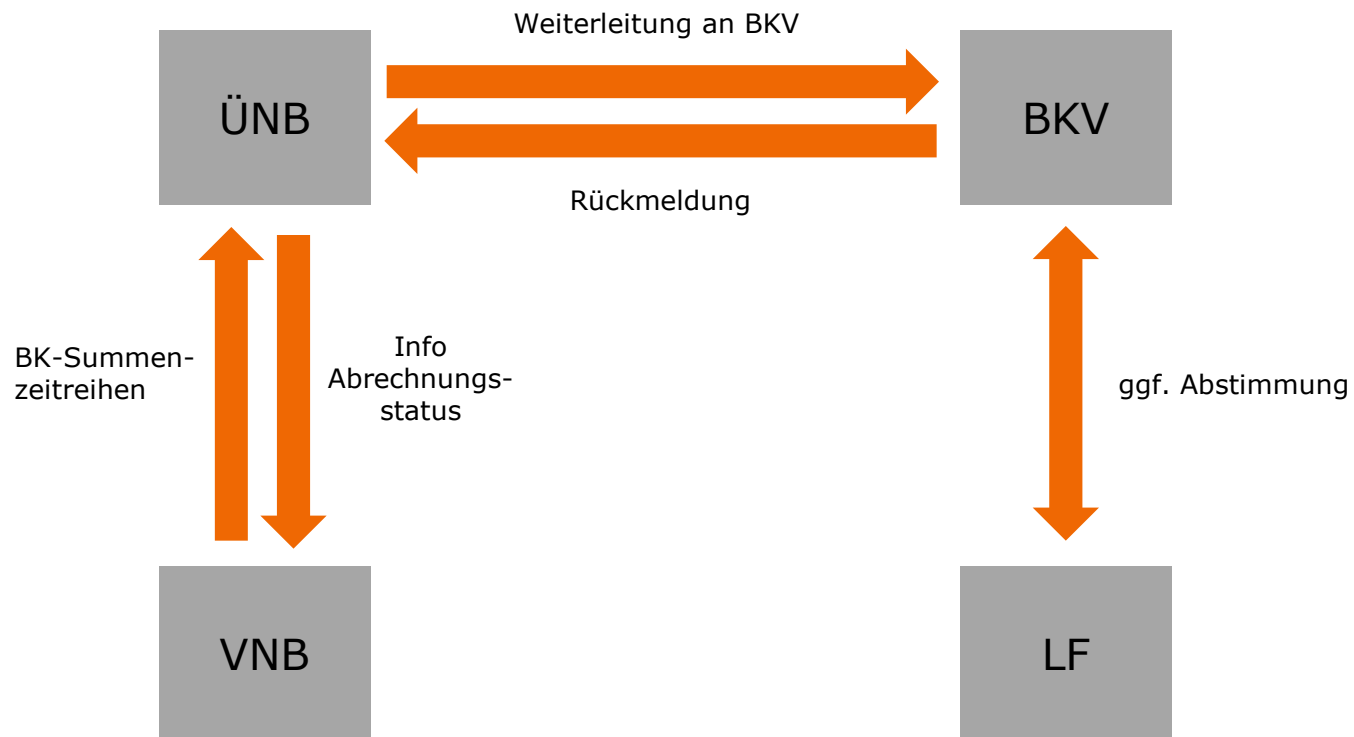 Weiterleitung an BKV
ÜNB
BKV
Rückmeldung
BK-Summen-
zeitreihen
Info
Abrechnungs-
status
ggf. Abstimmung
VNB
LF